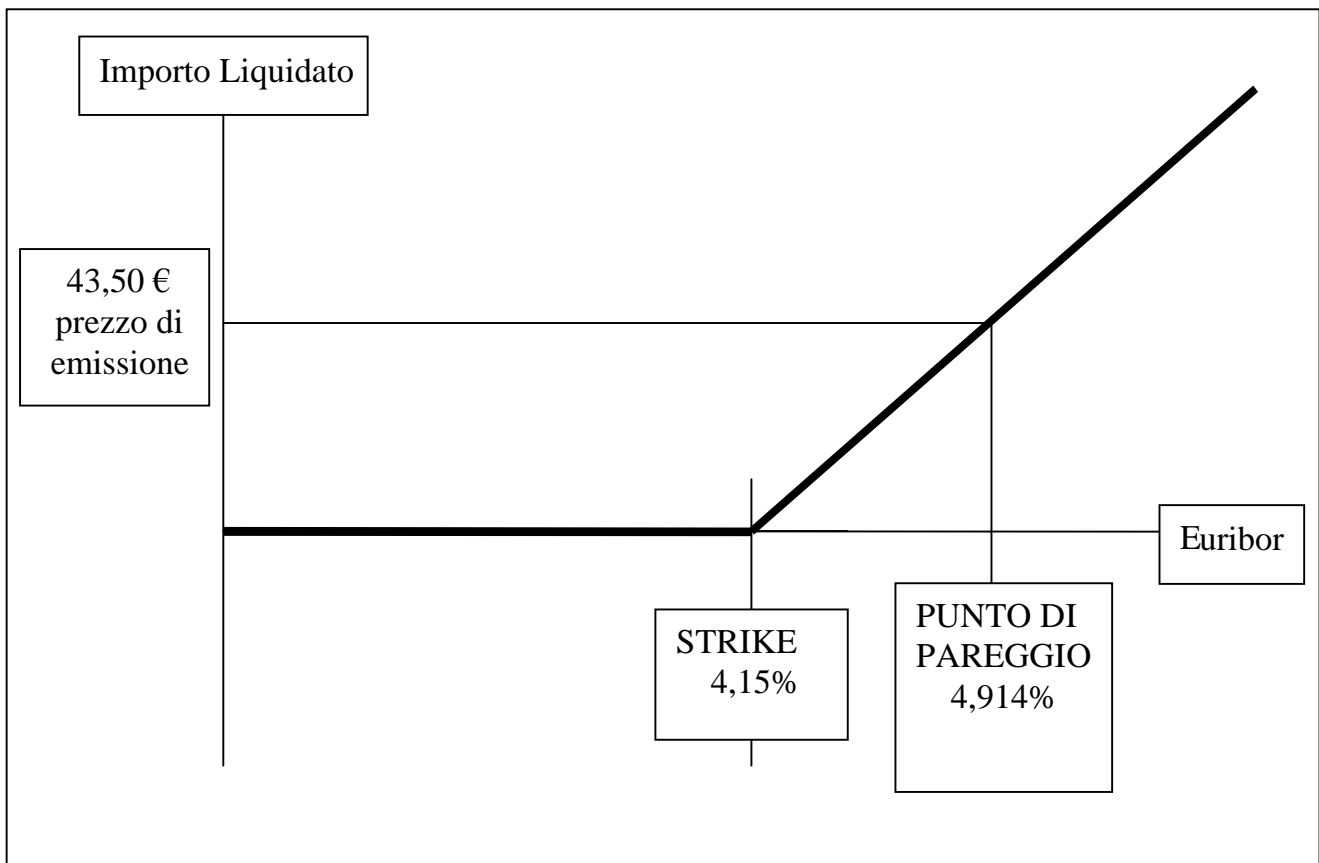 Importo Liquidato
43,50 €
prezzo di
emissione
Euribor
STRIKE
4,15%
PUNTO DI
PAREGGIO
4,914%